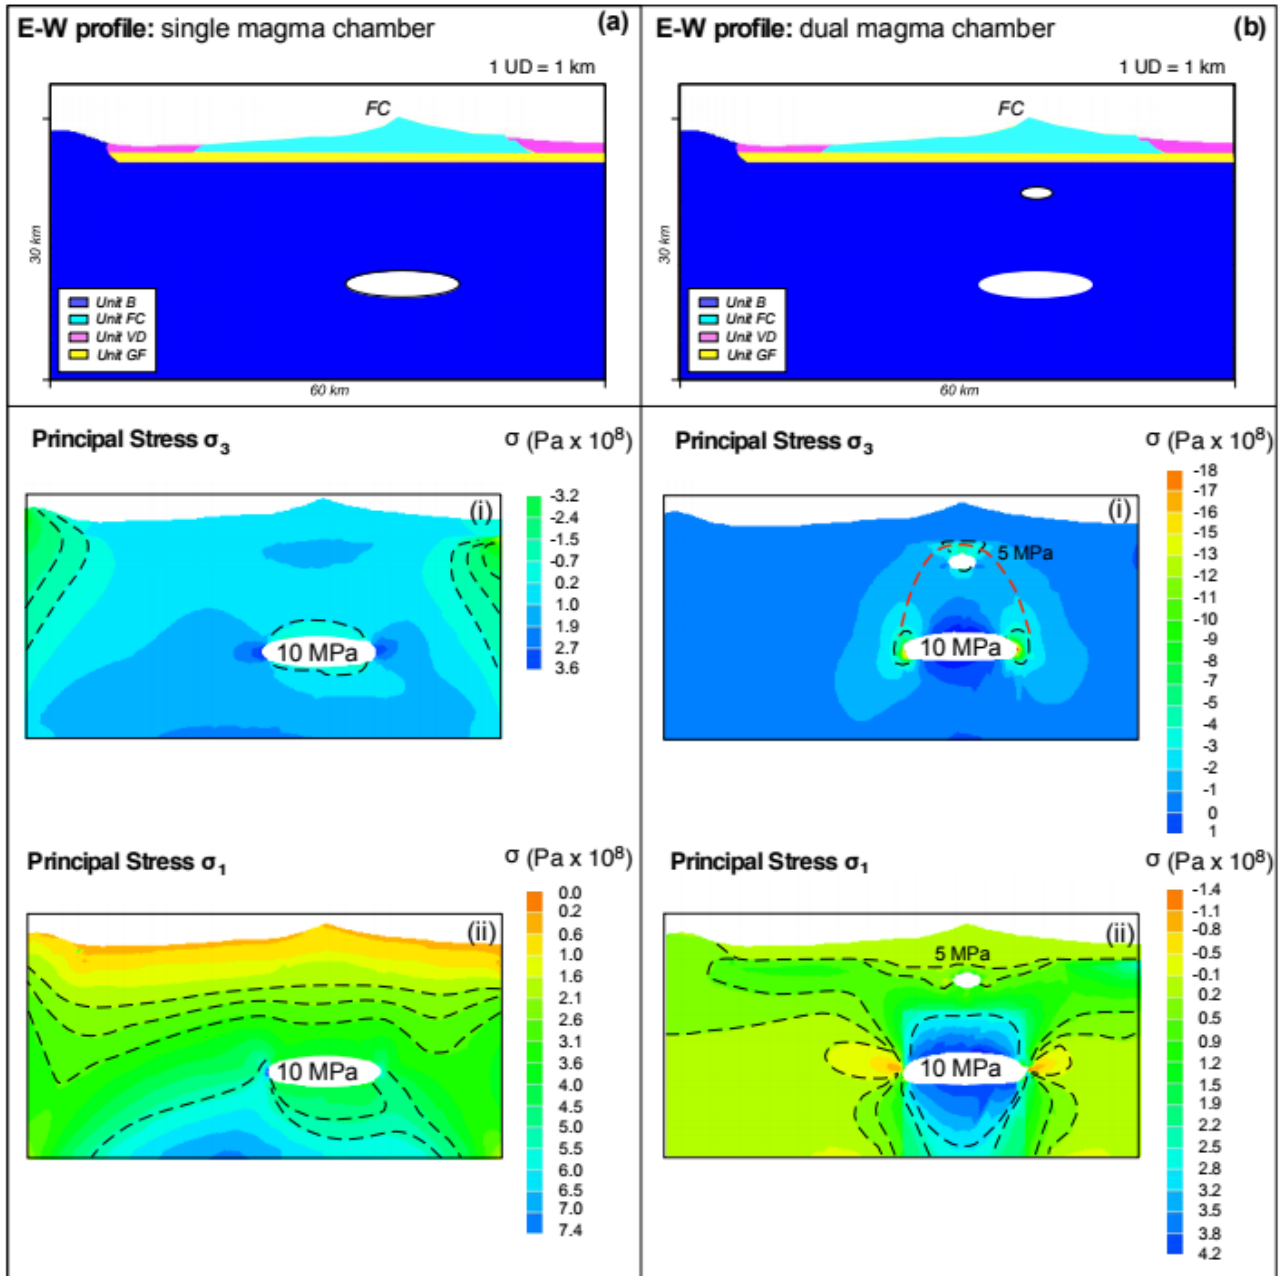 E-W profile: single magma chamber (a)
1 UD = 1 km
FC
30 km
Unit B
Unit FC
Unit VD
Unit GF
60 km
E-W profile: dual magma chamber (b)
1 UD = 1 km
FC
30 km
Unit B
Unit FC
Unit VD
Unit GF
60 km
Principal Stress σ3
σ (Pa x 10⁸)
(i)
10 MPa
-3.2
-2.4
-1.5
-0.7
0.2
1.0
1.9
2.7
3.6
Principal Stress σ3
σ (Pa x 10⁸)
(i)
5 MPa
10 MPa
-18
-17
-16
-15
-13
-12
-11
-10
-9
-8
-7
-5
-4
-3
-2
-1
0
1
Principal Stress σ1
σ (Pa x 10⁸)
(ii)
10 MPa
0.0
0.2
0.6
1.0
1.6
2.1
2.6
3.1
3.6
4.0
4.5
5.0
5.5
6.0
6.5
7.0
7.4
Principal Stress σ1
σ (Pa x 10⁸)
(ii)
5 MPa
10 MPa
-1.4
-1.1
-0.8
-0.5
-0.1
0.2
0.5
0.9
1.2
1.5
1.9
2.2
2.5
2.8
3.2
3.5
3.8
4.2